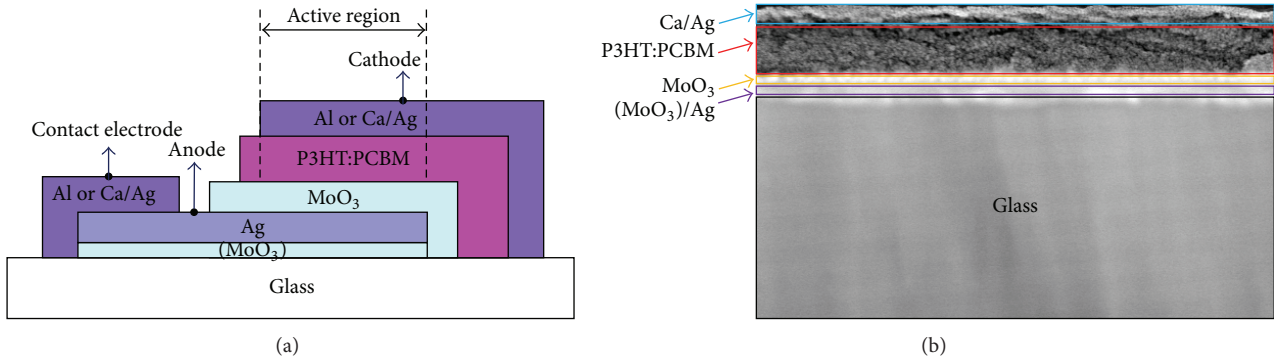 Active region
Cathode
Al or Ca/Ag
Contact electrode
Anode
P3HT:PCBM
Al or Ca/Ag
MoO₃
Ag
(MoO₃)
Glass
(a)
Ca/Ag
P3HT:PCBM
MoO₃
(MoO₃)/Ag
Glass
(b)